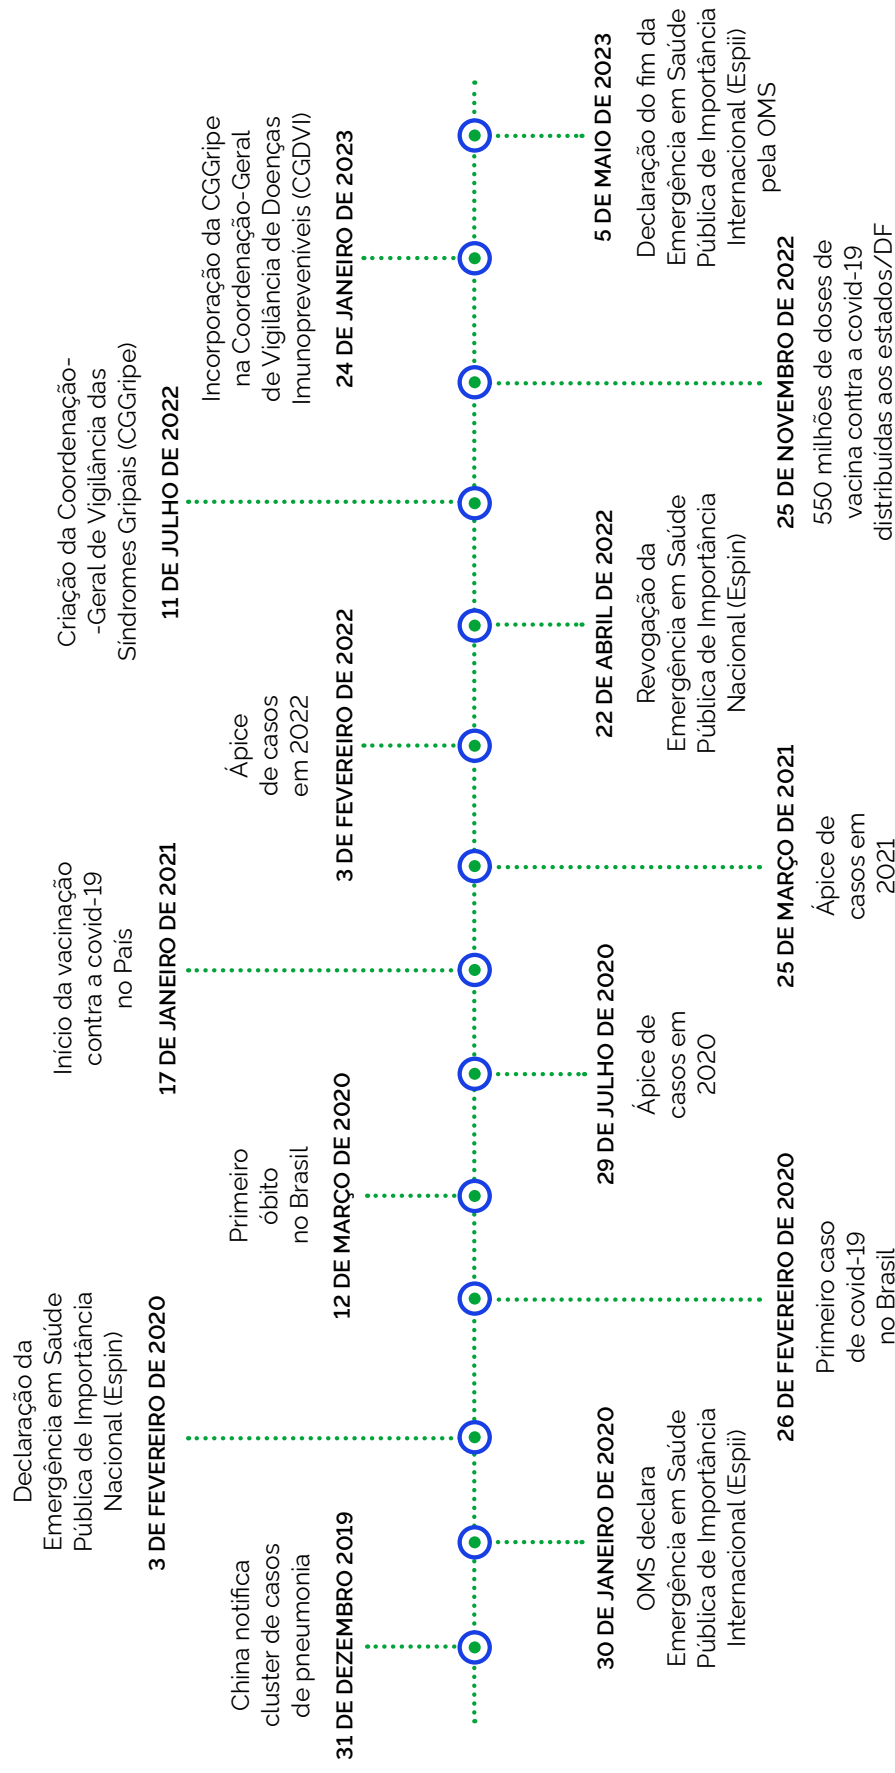 China notifica
cluster de casos
de pneumonia
31 DE DEZEMBRO 2019
30 DE JANEIRO DE 2020
OMS declara
Emergência em Saúde
Pública de Importância
Internacional (Espii)
Declaração da
Emergência em Saúde
Pública de Importância
Nacional (Espin)
3 DE FEVEREIRO DE 2020
26 DE FEVEREIRO DE 2020
Primeiro caso
de covid-19
no Brasil
Primeiro
óbito
no Brasil
12 DE MARÇO DE 2020
29 DE JULHO DE 2020
Ápice de
casos em
2020
Início da vacinação
contra a covid-19
no País
17 DE JANEIRO DE 2021
25 DE MARÇO DE 2021
Ápice de
casos em
2021
Ápice
de casos
em 2022
3 DE FEVEREIRO DE 2022
22 DE ABRIL DE 2022
Revogação da
Emergência em Saúde
Pública de Importância
Nacional (Espin)
Criação da Coordenação-
-Geral de Vigilância das
Síndromes Gripais (CGGripe)
11 DE JULHO DE 2022
25 DE NOVEMBRO DE 2022
550 milhões de doses de
vacina contra a covid-19
distribuídas aos estados/DF
Incorporação da CGGripe
na Coordenação-Geral
de Vigilância de Doenças
Imunopreveníveis (CGDVI)
24 DE JANEIRO DE 2023
5 DE MAIO DE 2023
Declaração do fim da
Emergência em Saúde
Pública de Importância
Internacional (Espii)
pela OMS